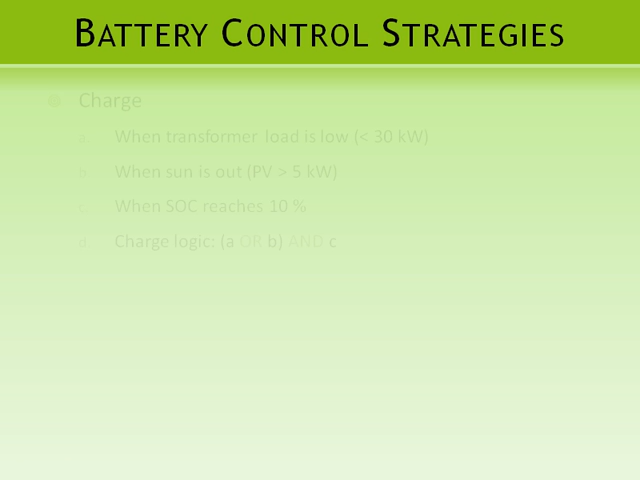 BATTERY CONTROL STRATEGIES
Charge
a. When transformer load is low (< 30 kW)
b. When sun is out (PV > 5 kW)
c. When SOC reaches 10 %
d. Charge logic: (a OR b) AND c